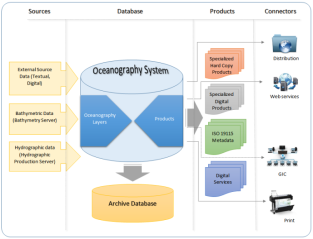 Sources
Database
Products
Connectors
Oceanography System
External Source
Data (Textual,
Digital)
Bathymetric Data
(Bathymetry Server)
Hydrographic data
(Hydrographic
Production Server)
Oceanography
Layers
Products
Archive Database
Specialized
Hard Copy
Products
Specialized
Digital
Products
ISO 19115
Metadata
Digital
Services
Distribution
Web-services
GIC
Print